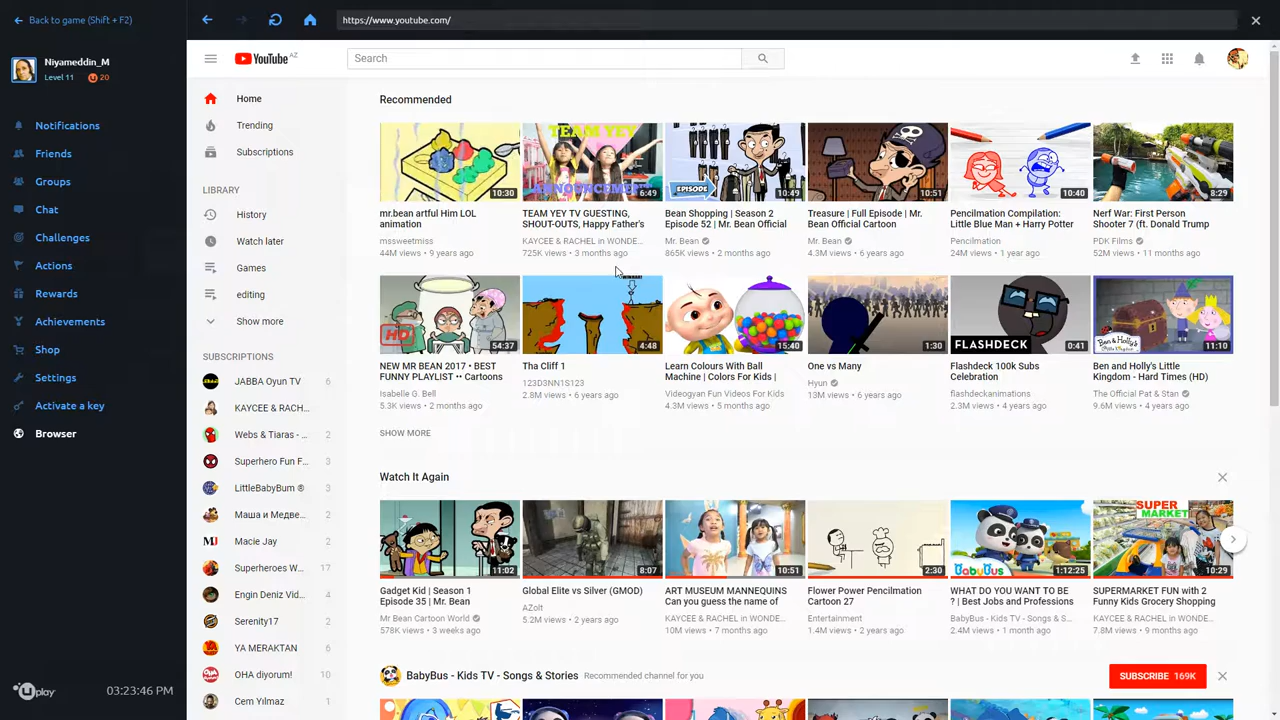 Back to game (Shift + F2)
https://www.youtube.com/
Niyameddin_M
Level 11
20
Notifications
Friends
Groups
Chat
Challenges
Actions
Rewards
Achievements
Shop
Settings
Activate a key
Browser
uplay
03:23:46 PM
YouTube AZ
Search
Home
Trending
Subscriptions
LIBRARY
History
Watch later
Games
editing
Show more
SUBSCRIPTIONS
JABBA Oyun TV 6
KAYCEE & RACH...
Webs & Tiaras - ... 2
Superhero Fun F... 3
LittleBabyBum ® 3
Маша и Медве... 2
Macie Jay 2
Superheroes W... 17
Engin Deniz Vid... 4
Serenity17 2
YA MERAKTAN 6
OHA diyorum! 10
Cem Yılmaz 1
Recommended
10:30
mr.bean artful Him LOL
animation
mssweetmiss
44M views • 9 years ago
TEAM YEY
ANNOUNCEMEN
6:49
TEAM YEY TV GUESTING,
SHOUT-OUTS, Happy Father's
KAYCEE & RACHEL in WONDE...
725K views • 3 months ago
EPISODE
10:49
Bean Shopping | Season 2
Episode 52 | Mr. Bean Official
Mr. Bean
865K views • 2 months ago
10:51
Treasure | Full Episode | Mr.
Bean Official Cartoon
Mr. Bean
4.3M views • 6 years ago
10:40
Pencilmation Compilation:
Little Blue Man + Harry Potter
Pencilmation
24M views • 1 year ago
8:29
Nerf War: First Person
Shooter 7 (ft. Donald Trump
PDK Films
52M views • 11 months ago
HD
54:37
NEW MR BEAN 2017 • BEST
FUNNY PLAYLIST •• Cartoons
Isabelle G. Bell
5.3K views • 2 months ago
4:48
Tha Cliff 1
123D3NN1S123
2.8M views • 6 years ago
15:40
Learn Colours With Ball
Machine | Colors For Kids |
Videogyan Fun Videos For Kids
4.3M views • 5 months ago
1:30
One vs Many
Hyun
13M views • 6 years ago
FLASHDECK
0:41
Flashdeck 100k Subs
Celebration
flashdeckanimations
2.3M views • 4 years ago
Ben and Holly's
11:10
Ben and Holly's Little
Kingdom - Hard Times (HD)
The Official Pat & Stan
9.6M views • 4 years ago
SHOW MORE
Watch It Again
11:02
Gadget Kid | Season 1
Episode 35 | Mr. Bean
Mr Bean Cartoon World
578K views • 3 weeks ago
8:07
Global Elite vs Silver (GMOD)
AZolt
5.2M views • 2 years ago
10:51
ART MUSEUM MANNEQUINS
Can you guess the name of
KAYCEE & RACHEL in WONDE...
10M views • 7 months ago
2:30
Flower Power Pencilmation
Cartoon 27
Entertainment
1.4M views • 2 years ago
BabyBus
1:12:25
WHAT DO YOU WANT TO BE
? | Best Jobs and Professions
BabyBus - Kids TV - Songs & S...
2.4M views • 1 month ago
SUPER
MARKET
10:29
SUPERMARKET FUN with 2
Funny Kids Grocery Shopping
KAYCEE & RACHEL in WONDE...
7.8M views • 9 months ago
BabyBus - Kids TV - Songs & Stories Recommended channel for you
SUBSCRIBE 169K